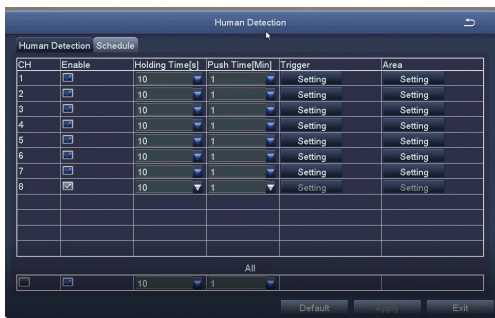 Human Detection
Human Detection Schedule
CH Enable Holding Time[s] Push Time[Min] Trigger Area
1 10 1 Setting Setting
2 10 1 Setting Setting
3 10 1 Setting Setting
4 10 1 Setting Setting
5 10 1 Setting Setting
6 10 1 Setting Setting
7 10 1 Setting Setting
8 10 1 Setting Setting
All
10 1
Default Apply Exit